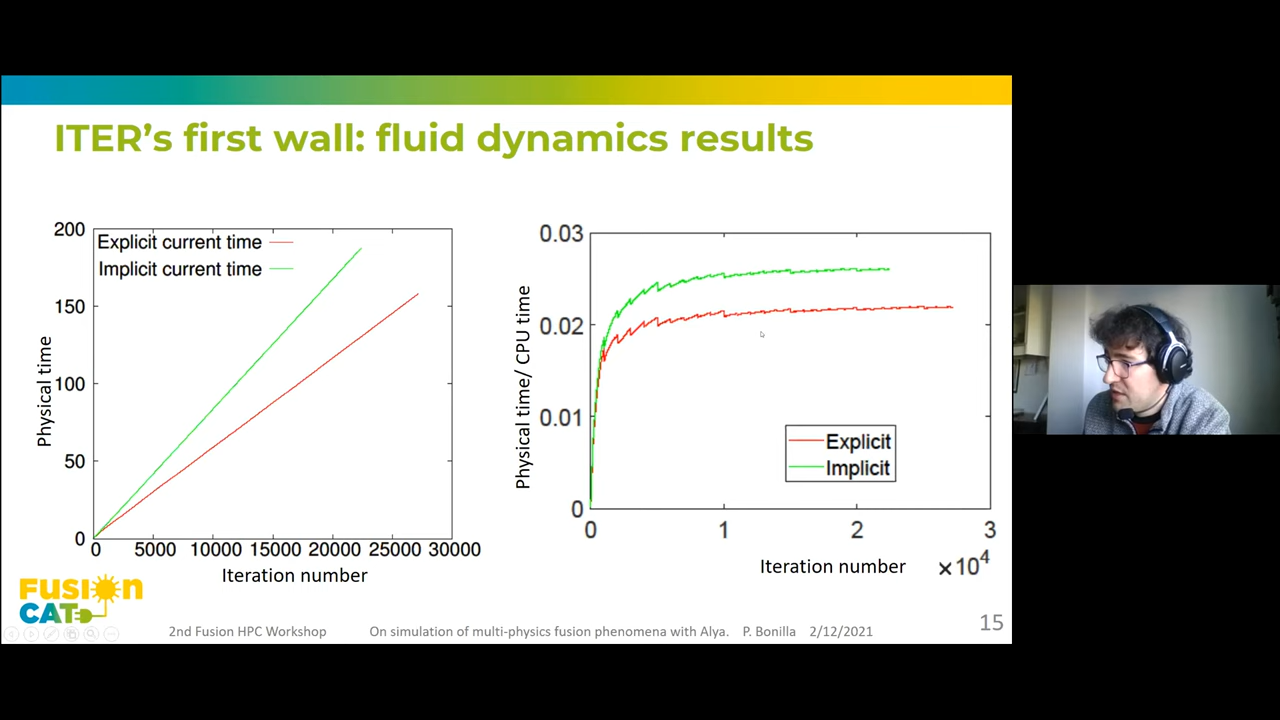 ITER’s first wall: fluid dynamics results
200
150
100
50
0
Physical time
Explicit current time
Implicit current time
0 5000 10000 15000 20000 25000 30000
Iteration number
0.03
0.02
0.01
0
Physical time/ CPU time
Explicit
Implicit
0 1 2 3
Iteration number ×10⁴
FUSION
CAT
2nd Fusion HPC Workshop On simulation of multi-physics fusion phenomena with Alya. P. Bonilla 2/12/2021
15